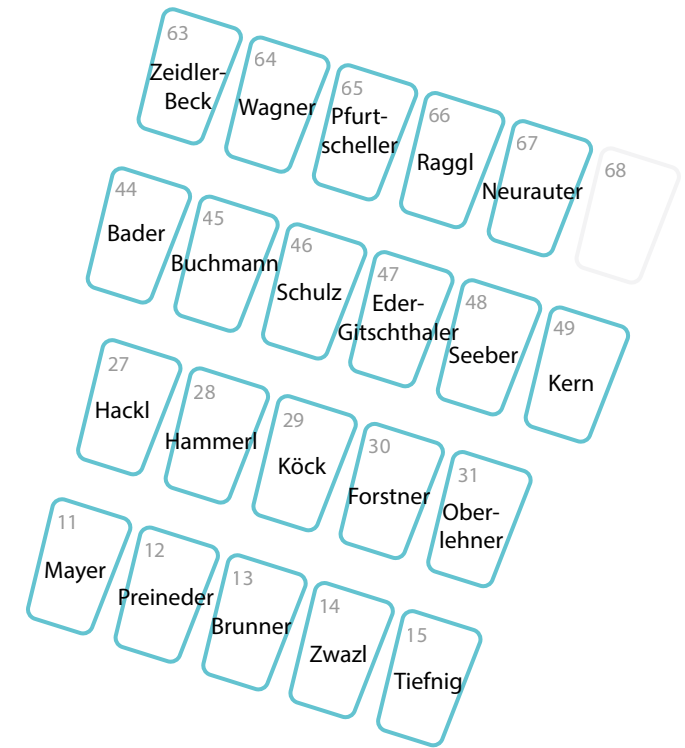 63
Zeidler-
Beck
64
Wagner
65
Pfurt-
scheller
66
Raggl
67
Neurauter
68
44
Bader
45
Buchmann
46
Schulz
47
Eder-
Gitschthaler
48
Seeber
49
Kern
27
Hackl
28
Hammerl
29
Köck
30
Forstner
31
Ober-
lehner
11
Mayer
12
Preineder
13
Brunner
14
Zwazl
15
Tiefnig